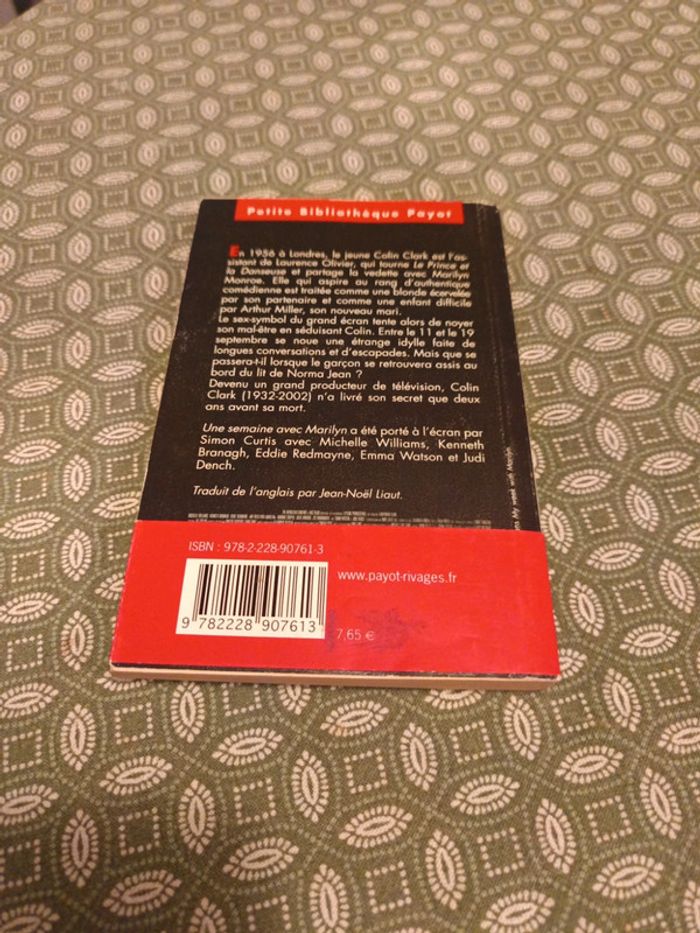 Petite Bibliothèque Payot
En 1956 à Londres, le jeune Colin Clark est l'as-
sistant de Laurence Olivier, qui tourne Le Prince et
la Danseuse et partage la vedette avec Marilyn
Monroe. Elle qui aspire au rang d'authentique
comédienne est traitée comme une blonde écervelée
par son partenaire et comme une enfant difficile
par Arthur Miller, son nouveau mari.
Le sex-symbol du grand écran tente alors de noyer
son mal-être en séduisant Colin. Entre le 11 et le 19
septembre se noue une étrange idylle faite de
longues conversations et d'escapades. Mais que se
passera-t-il lorsque le garçon se retrouvera assis au
bord du lit de Norma Jean ?
Devenu un grand producteur de télévision, Colin
Clark (1932-2002) n'a livré son secret que deux
ans avant sa mort.
Une semaine avec Marilyn a été porté à l'écran par
Simon Curtis avec Michelle Williams, Kenneth
Branagh, Eddie Redmayne, Emma Watson et Judi
Dench.
Traduit de l'anglais par Jean-Noël Liaut.
My week with Marilyn
ISBN : 978-2-228-90761-3
www.payot-rivages.fr
9 782228 907613
7,65 €